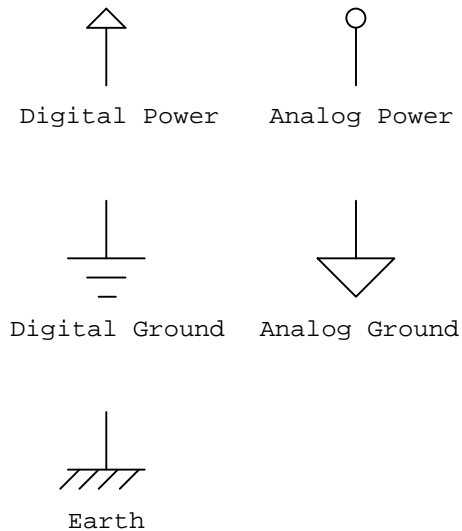 Digital Power
Analog Power
Digital Ground
Analog Ground
Earth